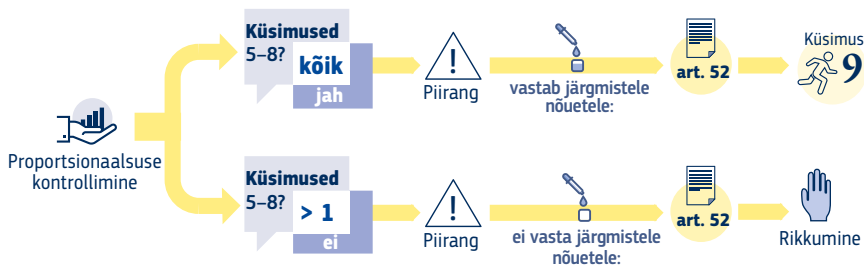 Proportsionaalsuse
kontrollimine
Küsimused
5–8?
kõik
jah
!
Piirang
vastab järgmistele
nõuetele:
art. 52
Küsimus
9
Küsimused
5–8?
> 1
ei
!
Piirang
ei vasta järgmistele
nõuetele:
art. 52
Rikkumine